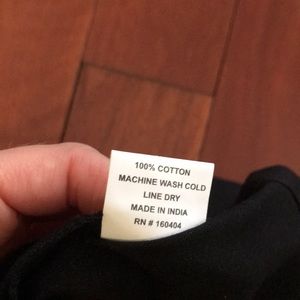 100% COTTON
MACHINE WASH COLD
LINE DRY
MADE IN INDIA
RN # 160404